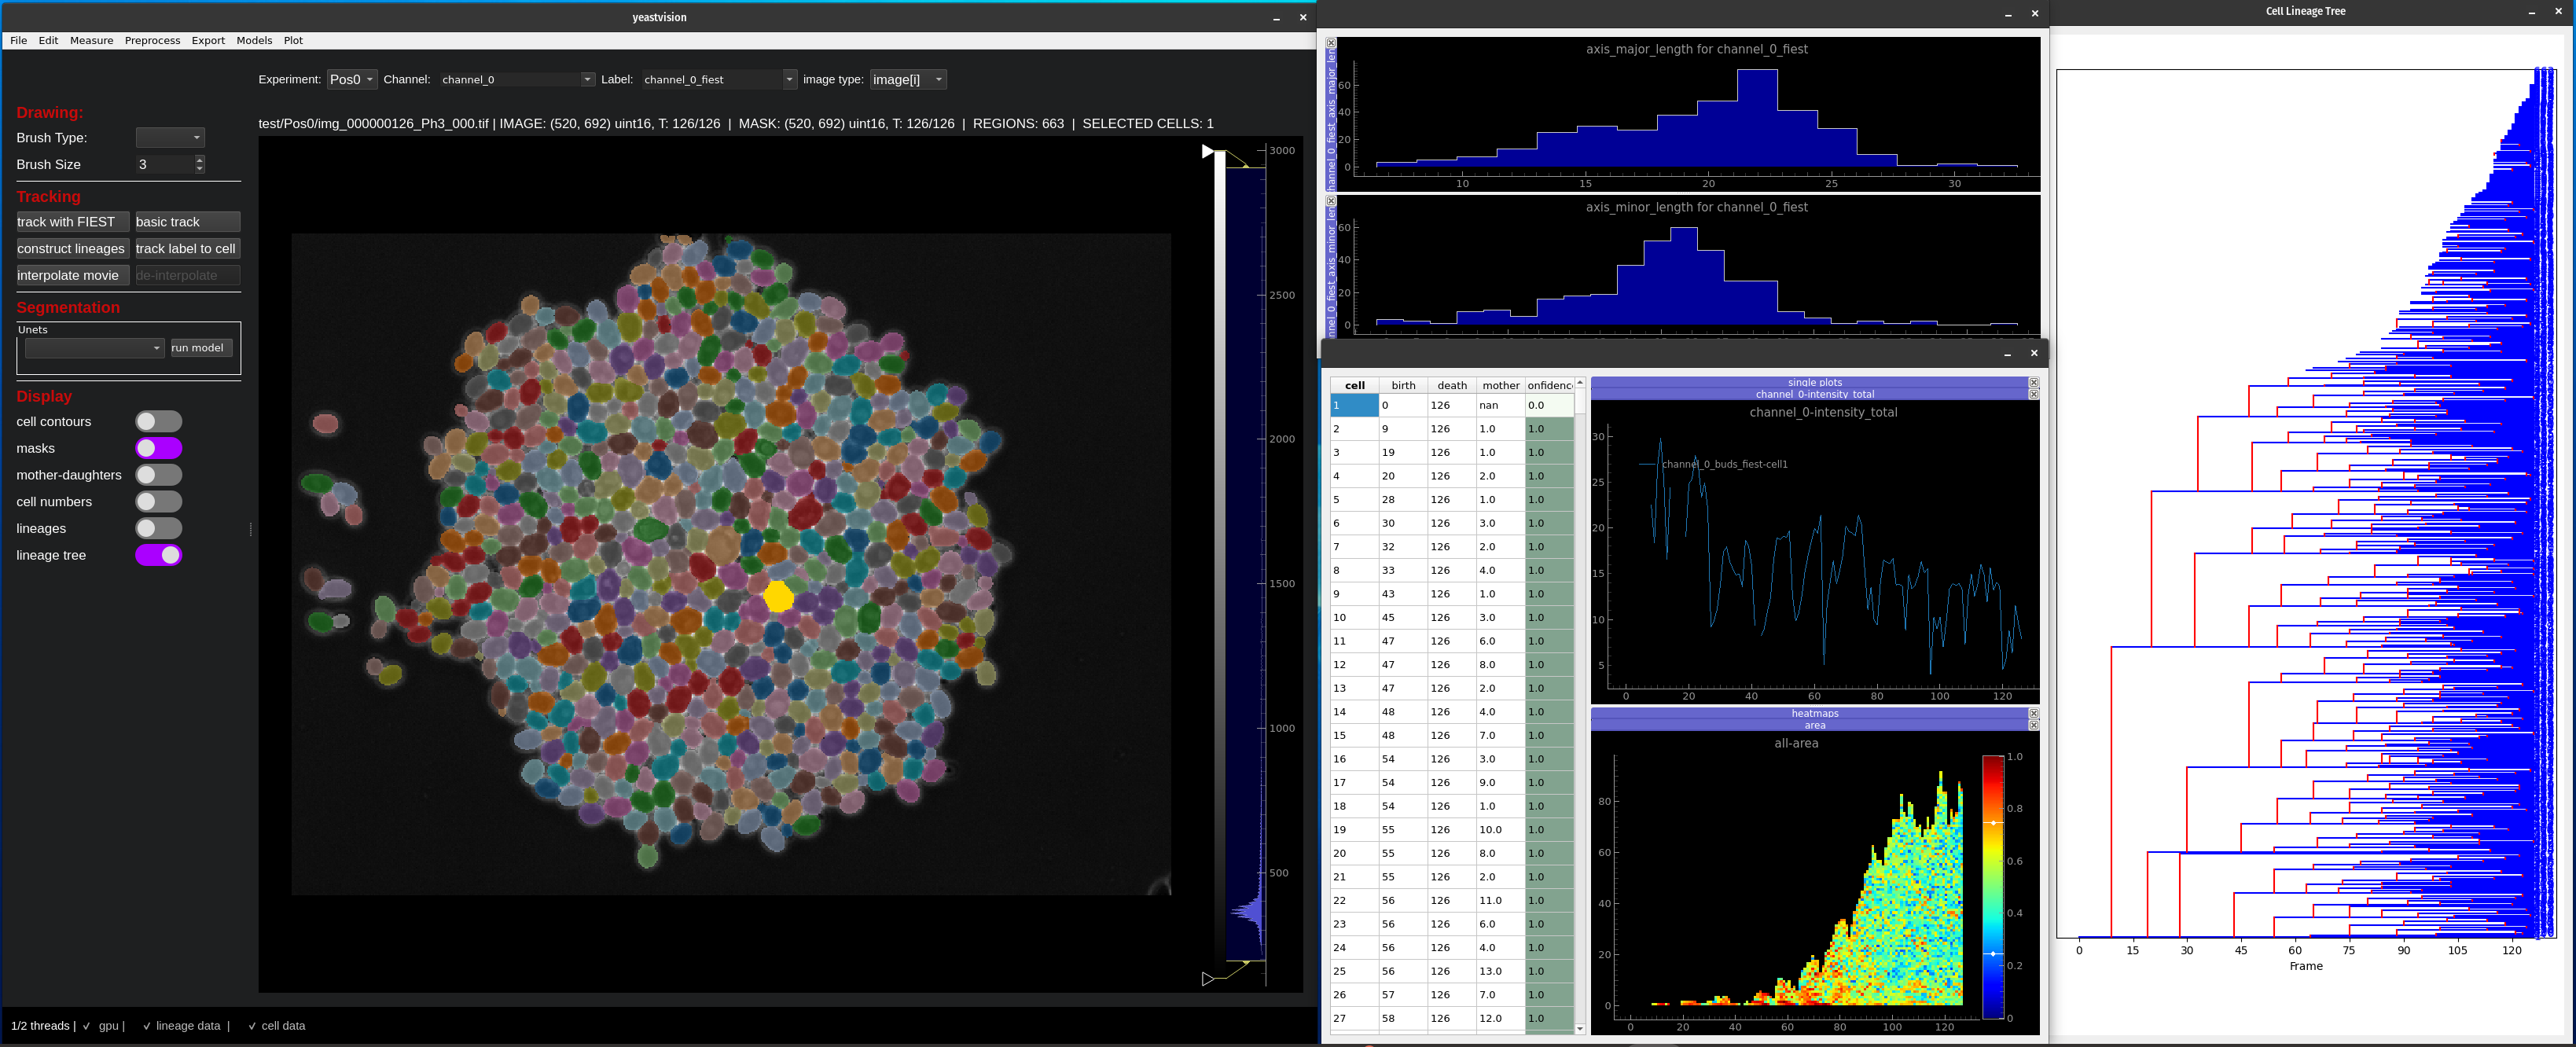 yeastvision
File Edit Measure Preprocess Export Models Plot
Experiment: Pos0 Channel: channel_0 Label: channel_0_fiest image type: image[i]
test/Pos0/img_000000126_Ph3_000.tif | IMAGE: (520, 692) uint16, T: 126/126 | MASK: (520, 692) uint16, T: 126/126 | REGIONS: 663 | SELECTED CELLS: 1
Drawing:
Brush Type:
Brush Size 3
Tracking
track with FIEST basic track
construct lineages track label to cell
interpolate movie de-interpolate
Segmentation
Unets
run model
Display
cell contours
masks
mother-daughters
cell numbers
lineages
lineage tree
3000
2500
2000
1500
1000
500
1/2 threads | ✓ gpu | ✓ lineage data | ✓ cell data
axis_major_length for channel_0_fiest
60
40
20
0
10 15 20 25 30
axis_minor_length for channel_0_fiest
60
40
20
0
cell birth death mother onfidenc
1 0 126 nan 0.0
2 9 126 1.0 1.0
3 19 126 1.0 1.0
4 20 126 2.0 1.0
5 28 126 1.0 1.0
6 30 126 3.0 1.0
7 32 126 2.0 1.0
8 33 126 4.0 1.0
9 43 126 1.0 1.0
10 45 126 3.0 1.0
11 47 126 6.0 1.0
12 47 126 8.0 1.0
13 47 126 2.0 1.0
14 48 126 4.0 1.0
15 48 126 7.0 1.0
16 54 126 3.0 1.0
17 54 126 9.0 1.0
18 54 126 1.0 1.0
19 55 126 10.0 1.0
20 55 126 8.0 1.0
21 55 126 2.0 1.0
22 56 126 11.0 1.0
23 56 126 6.0 1.0
24 56 126 4.0 1.0
25 56 126 13.0 1.0
26 57 126 7.0 1.0
27 58 126 12.0 1.0
single plots
channel_0-intensity_total
channel_0-intensity_total
channel_0_buds_fiest-cell1
30
25
20
15
10
5
0 20 40 60 80 100 120
heatmaps
area
all-area
80
60
40
20
0
0 20 40 60 80 100 120
1.0
0.8
0.6
0.4
0.2
0
Cell Lineage Tree
0 15 30 45 60 75 90 105 120
Frame